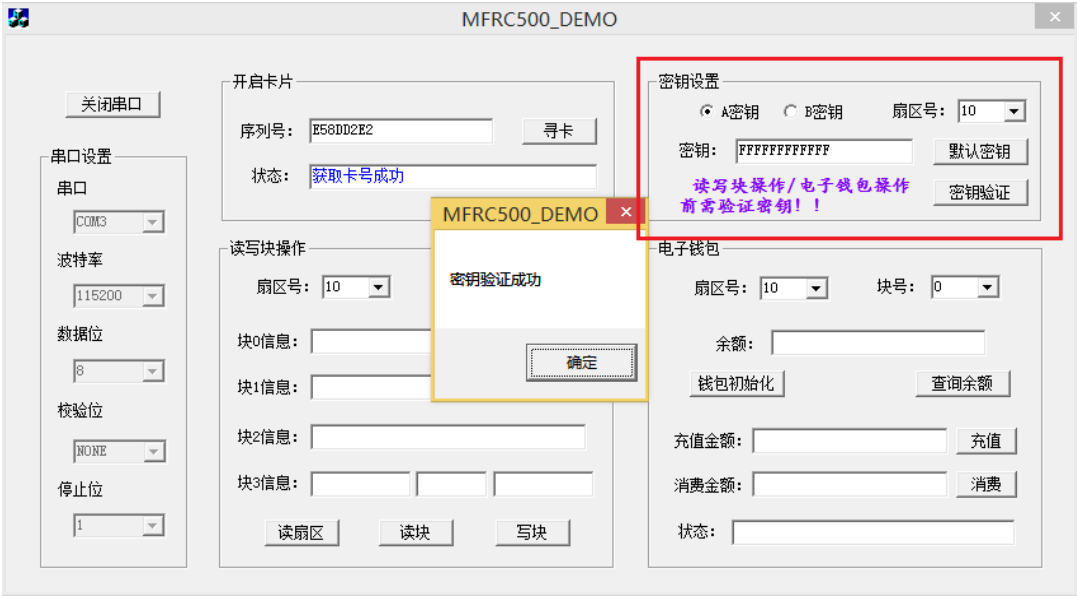 MFRC500_DEMO
关闭串口
串口设置
串口
COM3
波特率
115200
数据位
8
校验位
NONE
停止位
1
开启卡片
序列号: E58DD2E2 寻卡
状态: 获取卡号成功
密钥设置
A密钥 B密钥 扇区号: 10
密钥: FFFFFFFFFFFF 默认密钥
读写块操作/电子钱包操作
前需验证密钥!!
密钥验证
MFRC500_DEMO
密钥验证成功
确定
读写块操作
扇区号: 10
块0信息:
块1信息:
块2信息:
块3信息:
读扇区 读块 写块
电子钱包
扇区号: 10 块号: 0
余额:
钱包初始化 查询余额
充值金额: 充值
消费金额: 消费
状态: